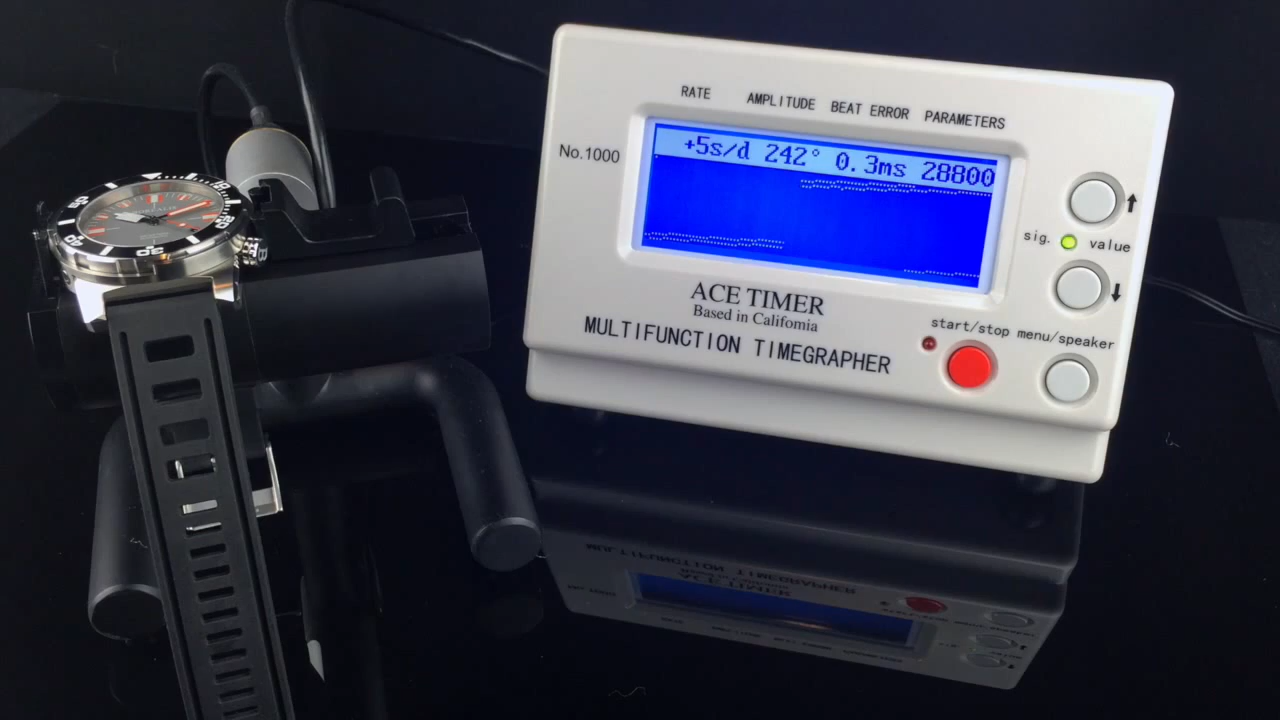 RATE AMPLITUDE BEAT ERROR PARAMETERS
No.1000
+5s/d 242° 0.3ms 28800
sig. value
ACE TIMER
Based in California
MULTIFUNCTION TIMEGRAPHER
start/stop menu/speaker
30